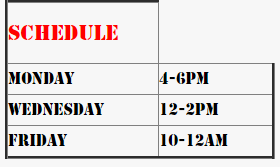 SCHEDULE
MONDAY 4-6PM
WEDNESDAY 12-2PM
FRIDAY 10-12AM